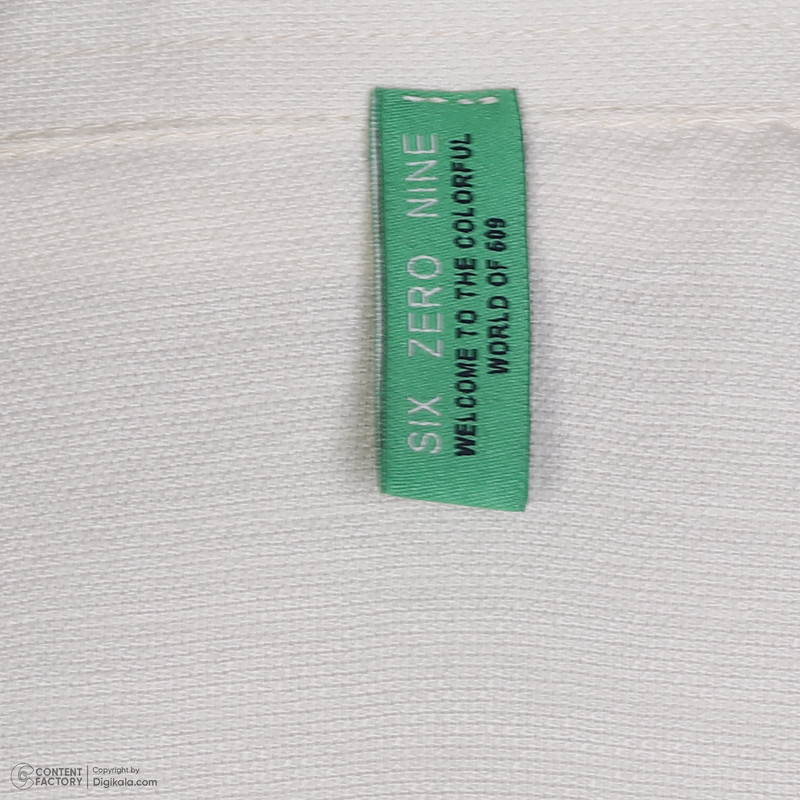 SIX ZERO NINE
WELCOME TO THE COLORFUL
WORLD OF 609
CONTENT
FACTORY
Copyright by
Digikala.com